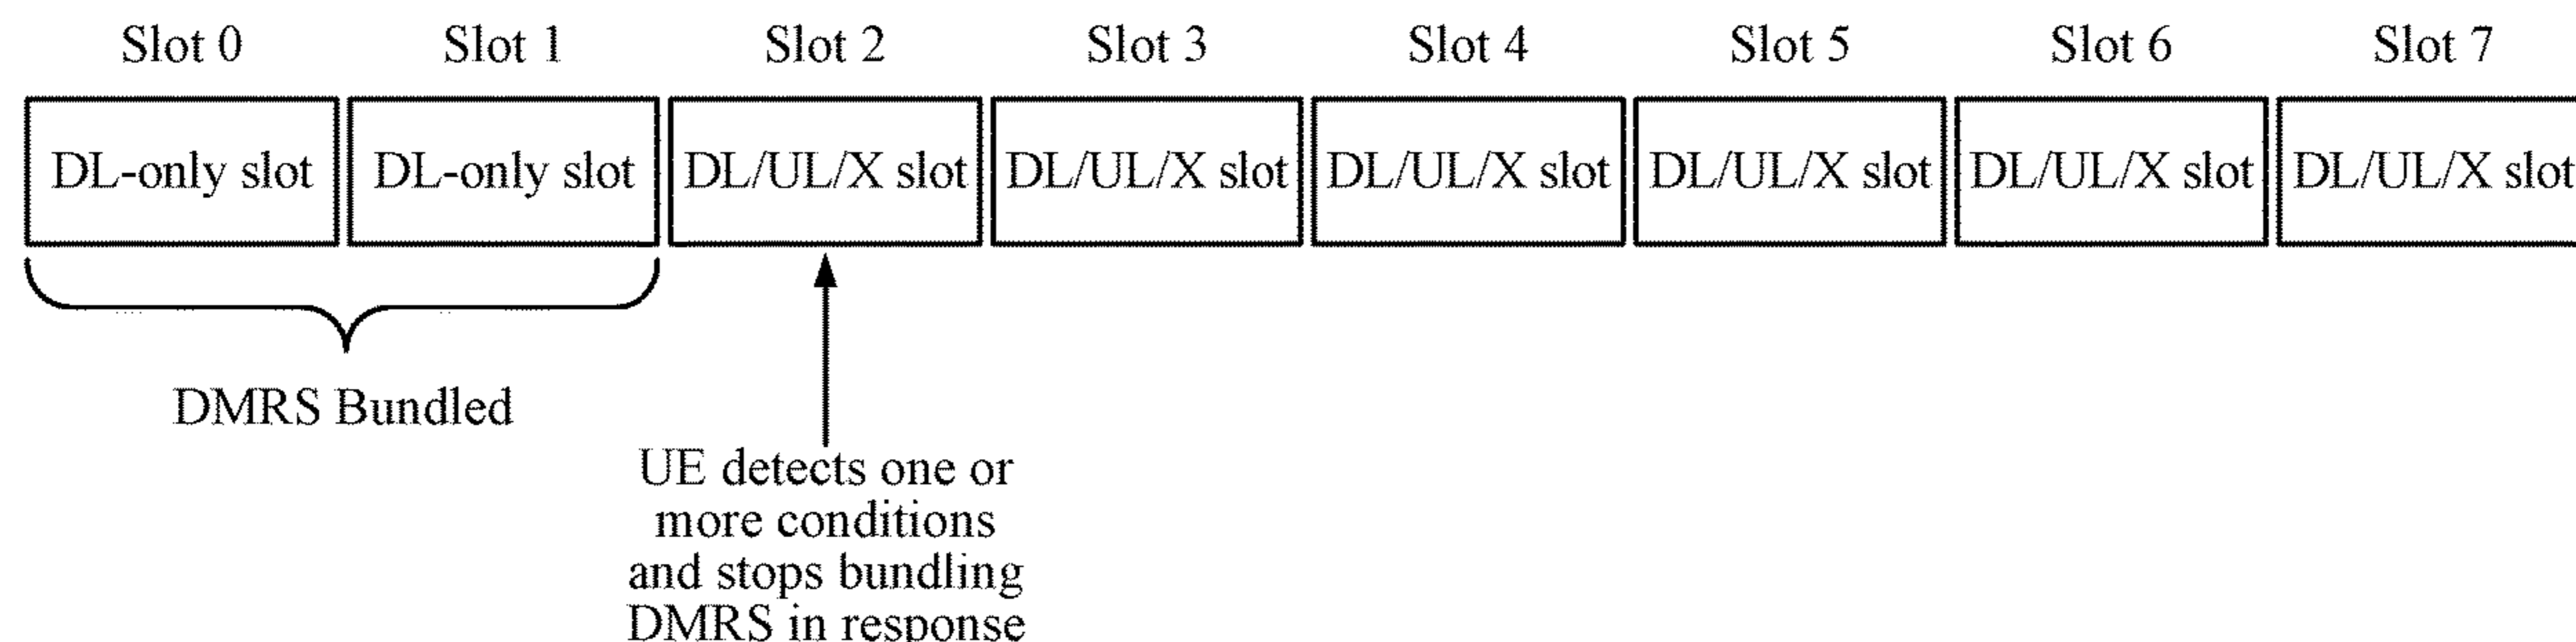 Slot 0 Slot 1 Slot 2 Slot 3 Slot 4 Slot 5 Slot 6 Slot 7
DL-only slot DL-only slot DL/UL/X slot DL/UL/X slot DL/UL/X slot DL/UL/X slot DL/UL/X slot DL/UL/X slot
DMRS Bundled
UE detects one or
more conditions
and stops bundling
DMRS in response